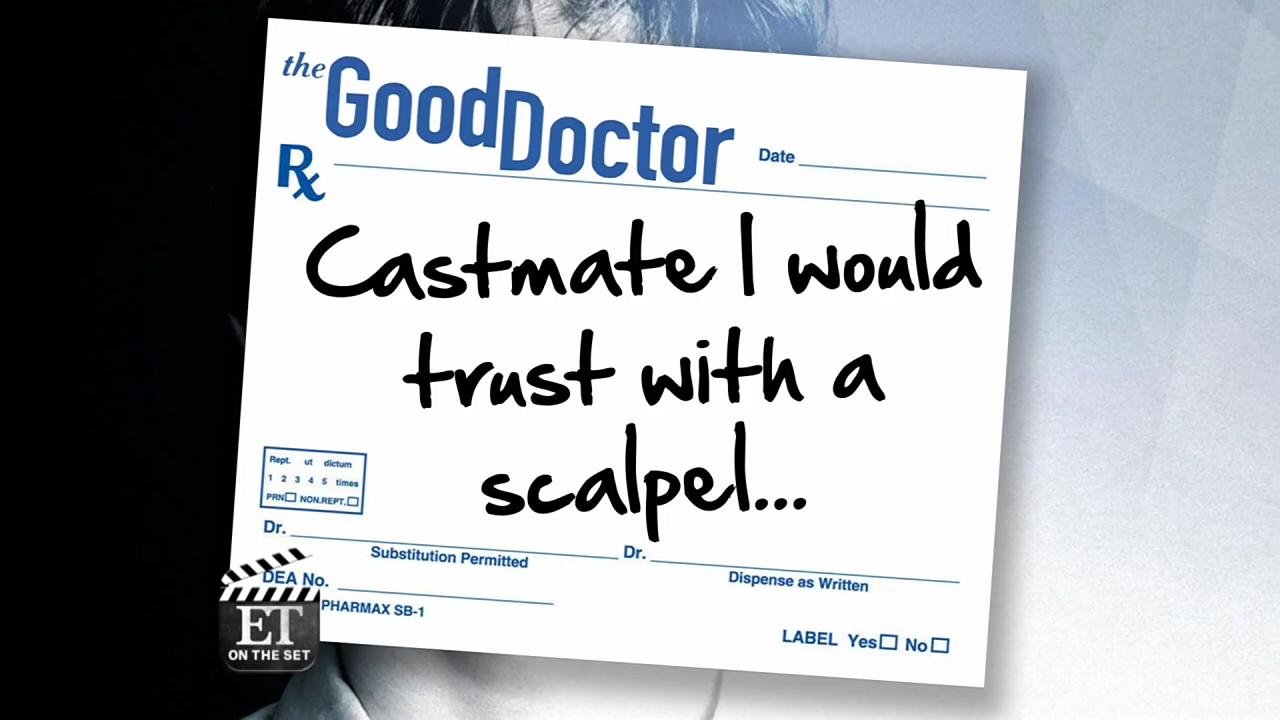 the Good Doctor
Rx
Date
Castmate I would
trust with a
scalpel...
Rept. ut dictum
1 2 3 4 5 times
PRN NON.REPT.
Dr.
Dr.
Substitution Permitted
Dispense as Written
DEA No.
PHARMAX SB-1
LABEL Yes No
ET
ON THE SET